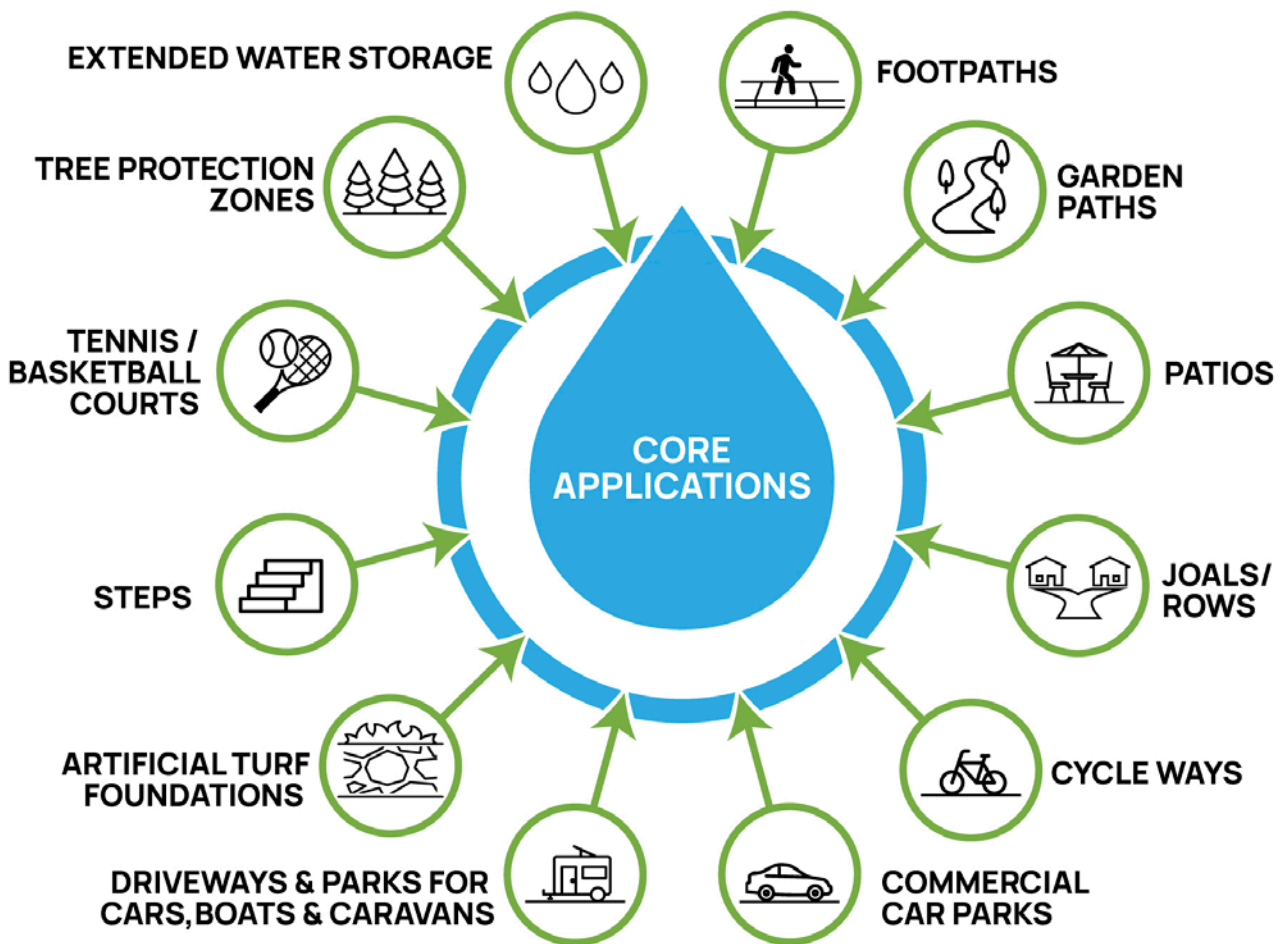 EXTENDED WATER STORAGE
FOOTPATHS
TREE PROTECTION
ZONES
GARDEN
PATHS
TENNIS /
BASKETBALL
COURTS
PATIOS
CORE
APPLICATIONS
STEPS
JOALS/
ROWS
ARTIFICIAL TURF
FOUNDATIONS
CYCLE WAYS
DRIVEWAYS & PARKS FOR
CARS, BOATS & CARAVANS
COMMERCIAL
CAR PARKS